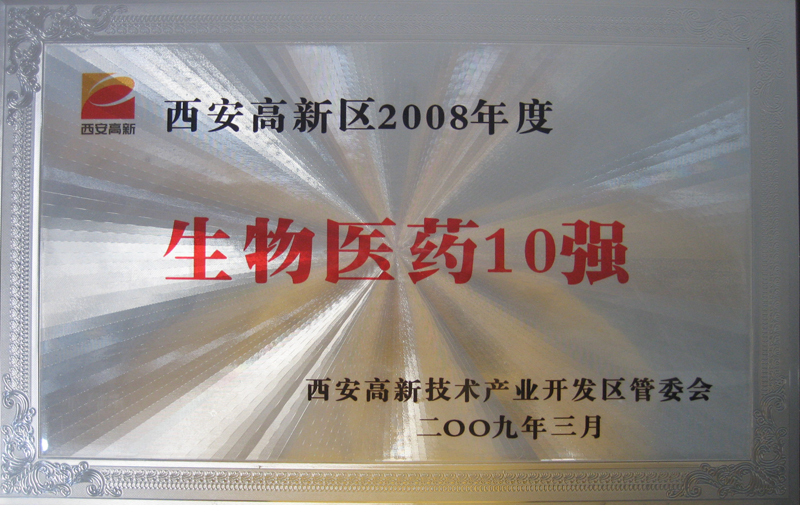 西安高新
西安高新区2008年度
生物医药10强
西安高新技术产业开发区管委会
二〇〇九年三月